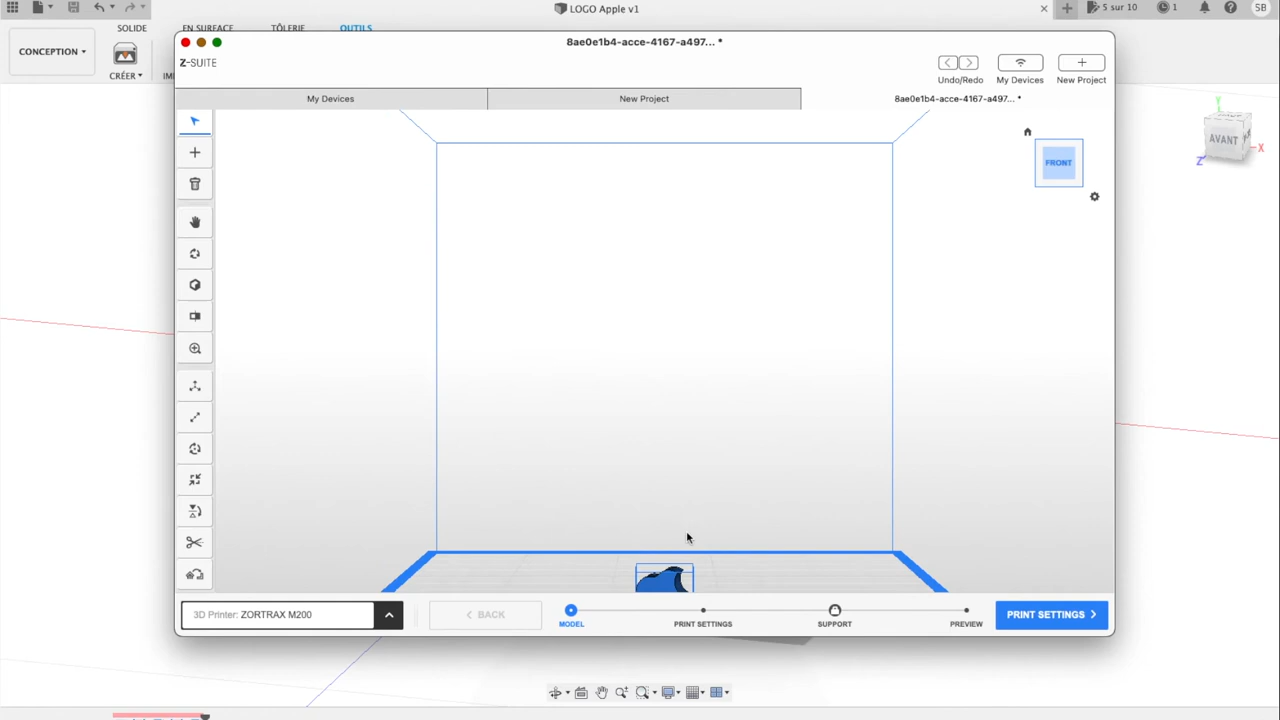 LOGO Apple v1
5 sur 10
1
SB
SOLIDE
EN SURFACE
TÔLERIE
OUTILS
CONCEPTION
CRÉER
8ae0e1b4-acce-4167-a497... *
Z-SUITE
Undo/Redo
My Devices
New Project
My Devices
New Project
8ae0e1b4-acce-4167-a497... *
FRONT
AVANT
Y
X
Z
3D Printer: ZORTRAX M200
BACK
MODEL
PRINT SETTINGS
SUPPORT
PREVIEW
PRINT SETTINGS